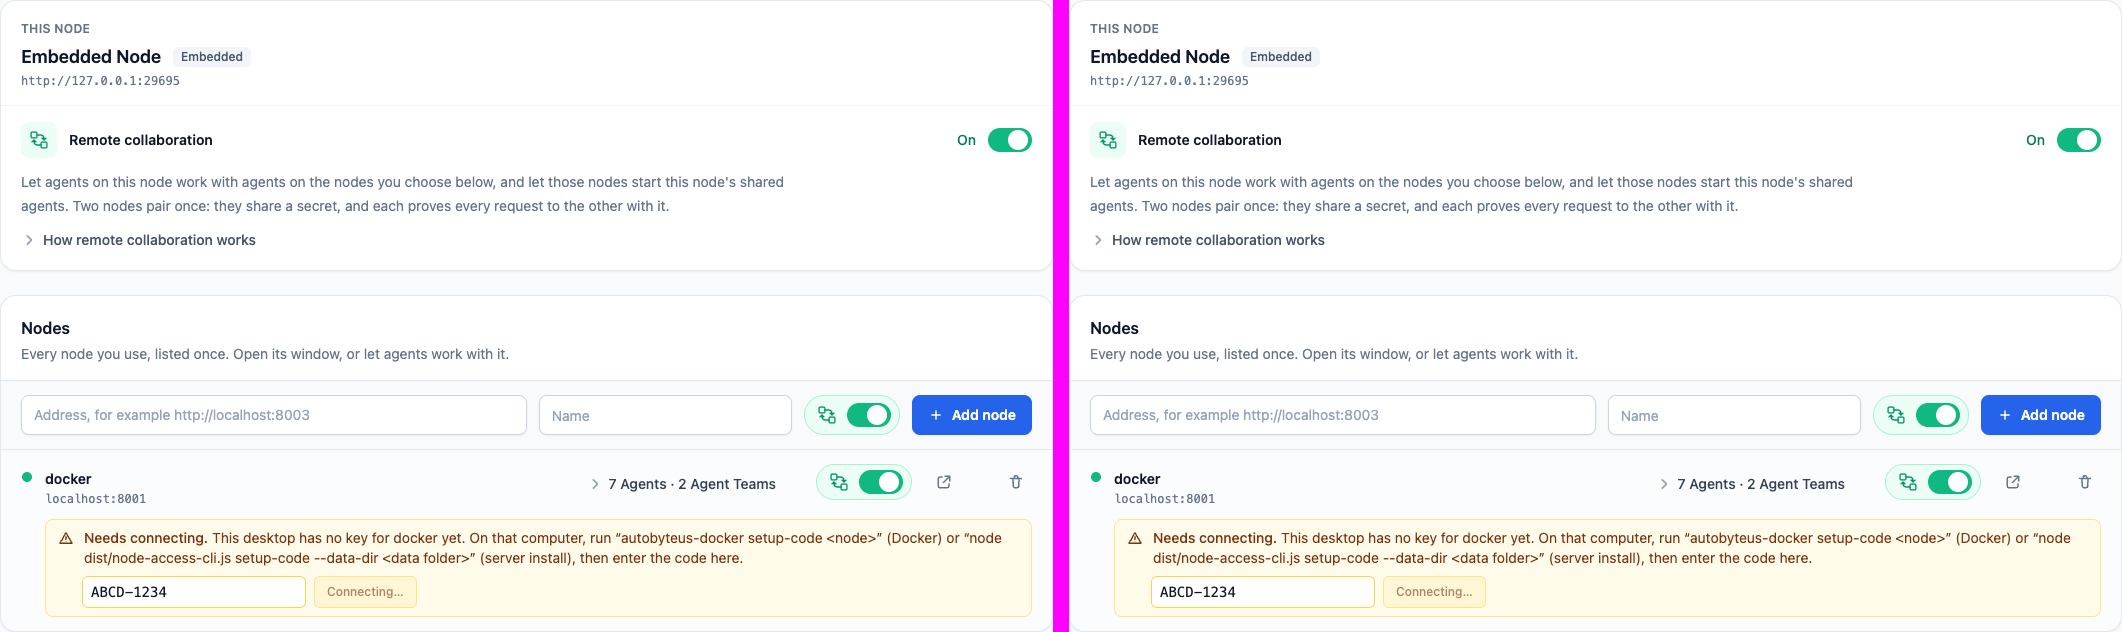 THIS NODE
Embedded Node Embedded
http://127.0.0.1:29695
Remote collaboration On
Let agents on this node work with agents on the nodes you choose below, and let those nodes start this node's shared
agents. Two nodes pair once: they share a secret, and each proves every request to the other with it.
How remote collaboration works
Nodes
Every node you use, listed once. Open its window, or let agents work with it.
Address, for example http://localhost:8003 Name + Add node
docker 7 Agents · 2 Agent Teams
localhost:8001
Needs connecting. This desktop has no key for docker yet. On that computer, run “autobyteus-docker setup-code <node>” (Docker) or “node
dist/node-access-cli.js setup-code --data-dir <data folder>” (server install), then enter the code here.
ABCD-1234 Connecting...
THIS NODE
Embedded Node Embedded
http://127.0.0.1:29695
Remote collaboration On
Let agents on this node work with agents on the nodes you choose below, and let those nodes start this node's shared
agents. Two nodes pair once: they share a secret, and each proves every request to the other with it.
How remote collaboration works
Nodes
Every node you use, listed once. Open its window, or let agents work with it.
Address, for example http://localhost:8003 Name + Add node
docker 7 Agents · 2 Agent Teams
localhost:8001
Needs connecting. This desktop has no key for docker yet. On that computer, run “autobyteus-docker setup-code <node>” (Docker) or “node
dist/node-access-cli.js setup-code --data-dir <data folder>” (server install), then enter the code here.
ABCD-1234 Connecting...